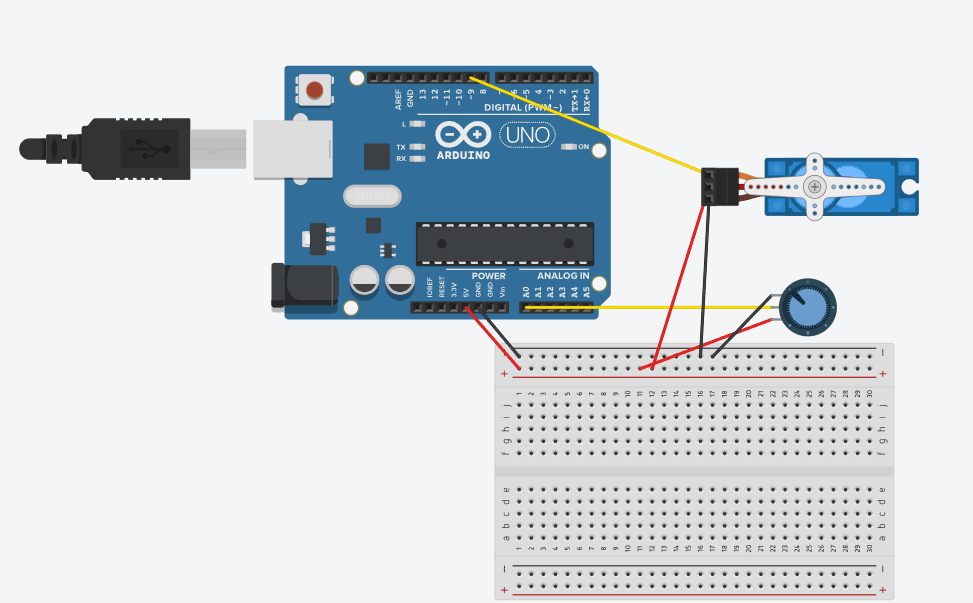 AREF
GND
13
12
~11
~10
~9
8
7
~6
~5
4
~3
2
TX→1
RX←0
DIGITAL (PWM~)
L
TX
RX
ARDUINO
UNO
ON
POWER
ANALOG IN
IOREF
RESET
3.3V
5V
GND
GND
Vin
A0
A1
A2
A3
A4
A5
− −
+ +
1 2 3 4 5 6 7 8 9 10 11 12 13 14 15 16 17 18 19 20 21 22 23 24 25 26 27 28 29 30
j j
i i
h h
g g
f f
e e
d d
c c
b b
a a
1 2 3 4 5 6 7 8 9 10 11 12 13 14 15 16 17 18 19 20 21 22 23 24 25 26 27 28 29 30
− −
+ +